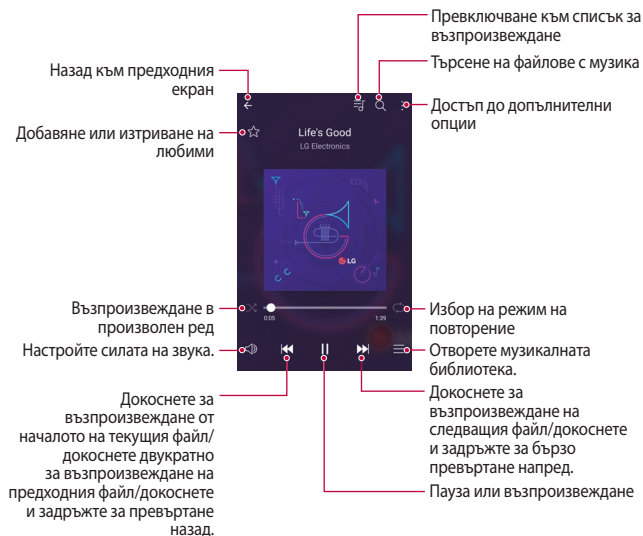 Превключване към списък за
възпроизвеждане
Търсене на файлове с музика
Назад към предходния
екран
Достъп до допълнителни
опции
Добавяне или изтриване на
любими
Life's Good
LG Electronics
LG
Възпроизвеждане в
произволен ред
0:05
1:39
Избор на режим на
повторение
Настройте силата на звука.
Отворете музикалната
библиотека.
Докоснете за
възпроизвеждане от
началото на текущия файл/
докоснете двукратно
за възпроизвеждане на
предходния файл/докоснете
и задръжте за превъртане
назад.
Докоснете за
възпроизвеждане на
следващия файл/докоснете
и задръжте за бързо
превъртане напред.
Пауза или възпроизвеждане